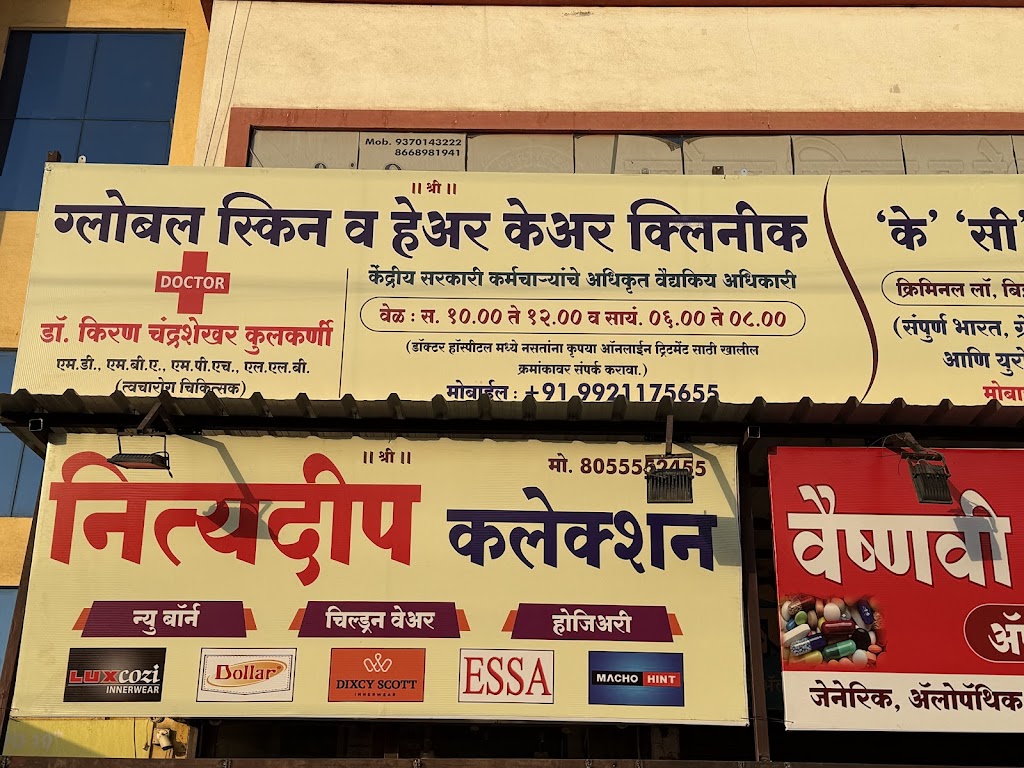 Mob. 9370143222
8668981941
॥ श्री ॥
ग्लोबल स्किन व हेअर केअर क्लिनीक
DOCTOR
डॉ. किरण चंद्रशेखर कुलकर्णी
एम.डी., एम.बी.ए., एम.पी.एच., एल.एल.बी.
(त्वचारोग चिकित्सक)
केंद्रीय सरकारी कर्मचाऱ्यांचे अधिकृत वैद्यकिय अधिकारी
वेळ : स. १०.०० ते १२.०० व सायं. ०६.०० ते ०८.००
(डॉक्टर हॉस्पीटल मध्ये नसतांना कृपया ऑनलाईन ट्रिटमेंट साठी खालील
क्रमांकावर संपर्क करावा.)
मोबाईल : +91 9921175655
'के' 'सी'
क्रिमिनल लॉ,
(संपुर्ण भारत,
आणि
॥ श्री ॥
मो. 8055552455
नित्यदीप कलेक्शन
न्यु बॉर्न
चिल्ड्रन वेअर
होजिअरी
LUX COZI
INNERWEAR
Dollar
DIXCY SCOTT
INNERWEAR
ESSA
MACHO HINT
वैष्णवी
जेनेरिक, ॲलोपॅथिक